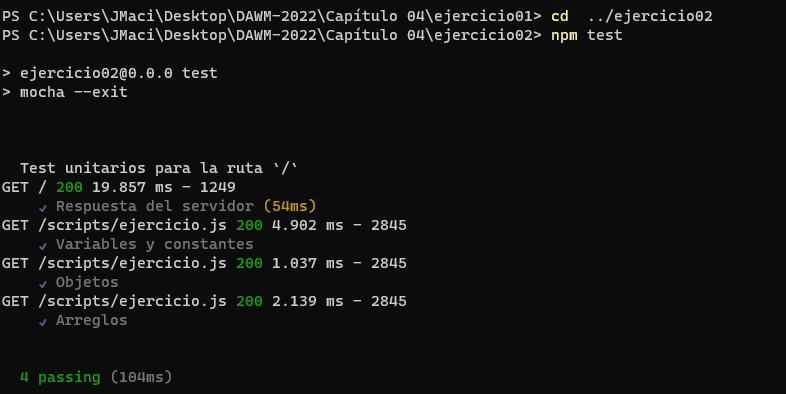 PS C:\Users\JMaci\Desktop\DAWM-2022\Capítulo 04\ejercicio01> cd  ../ejercicio02
PS C:\Users\JMaci\Desktop\DAWM-2022\Capítulo 04\ejercicio02> npm test
> ejercicio02@0.0.0 test
> mocha --exit
Test unitarios para la ruta `/`
GET / 200 19.857 ms - 1249
✓ Respuesta del servidor (54ms)
GET /scripts/ejercicio.js 200 4.902 ms - 2845
✓ Variables y constantes
GET /scripts/ejercicio.js 200 1.037 ms - 2845
✓ Objetos
GET /scripts/ejercicio.js 200 2.139 ms - 2845
✓ Arreglos
4 passing (104ms)